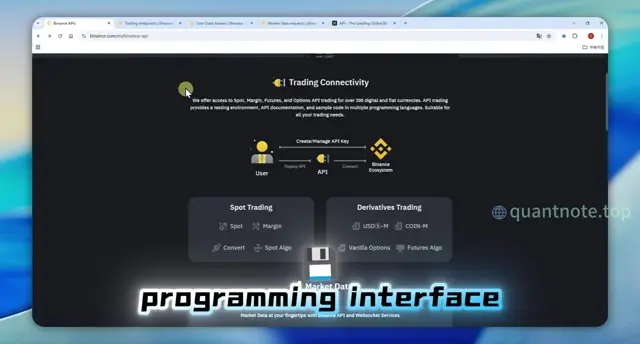 Binance APIs
Trading endpoints | Binance
User Data Stream | Binance
Market data requests | Binan
API - The Leading Global Bi
binance.com/en/binance-api
Trading Connectivity
We offer access to Spot, Margin, Futures, and Options API trading for over 300 digital and fiat currencies. API trading
provides a testing environment, API documentation, and sample code in multiple programming languages. Suitable for
all your trading needs.
Create/Manage API Key
Deploy API
Connect
User
API
Binance
Ecosystem
Spot Trading
Derivatives Trading
Spot
Margin
USDⓈ-M
COIN-M
Convert
Spot Algo
Vanilla Options
Futures Algo
quantnote.top
Market Data
programming interface
Market Data at your fingertips with Binance API and Websocket Services